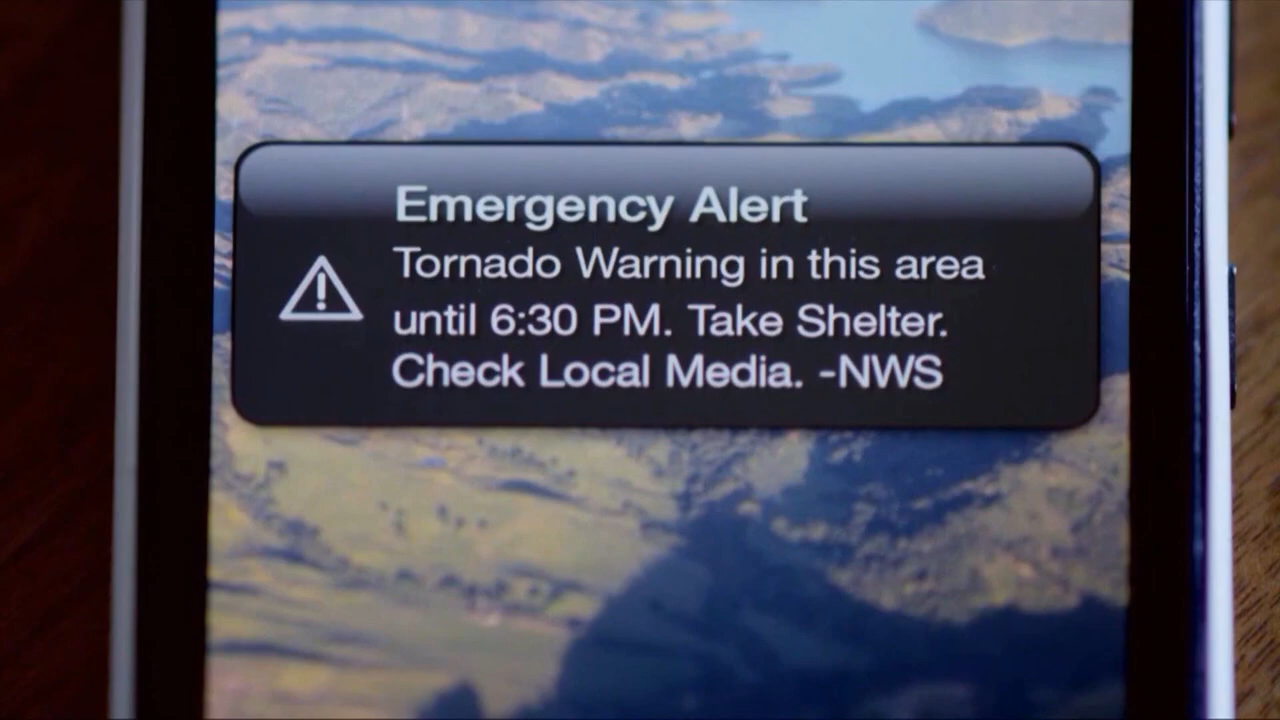 Emergency Alert
Tornado Warning in this area
until 6:30 PM. Take Shelter.
Check Local Media. -NWS